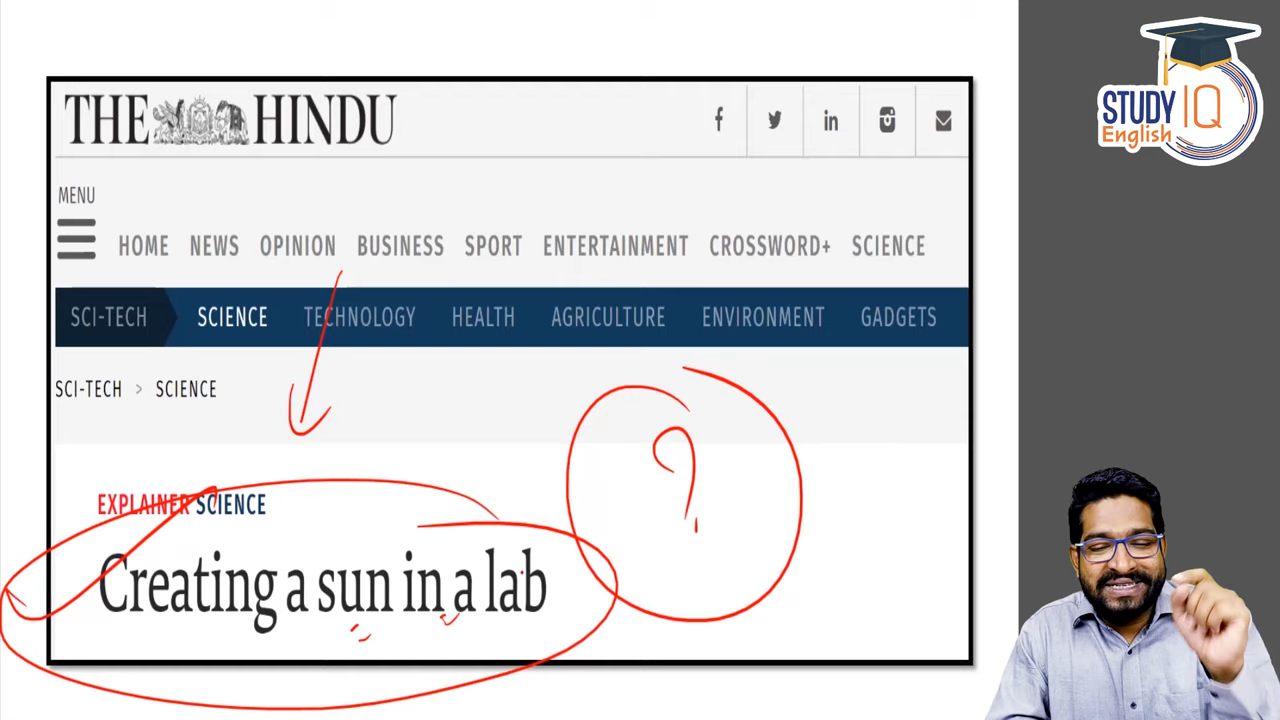 THE HINDU
STUDY IQ
English
MENU
HOME NEWS OPINION BUSINESS SPORT ENTERTAINMENT CROSSWORD+ SCIENCE
SCI-TECH SCIENCE TECHNOLOGY HEALTH AGRICULTURE ENVIRONMENT GADGETS
SCI-TECH > SCIENCE
?
EXPLAINER SCIENCE
Creating a sun in a lab